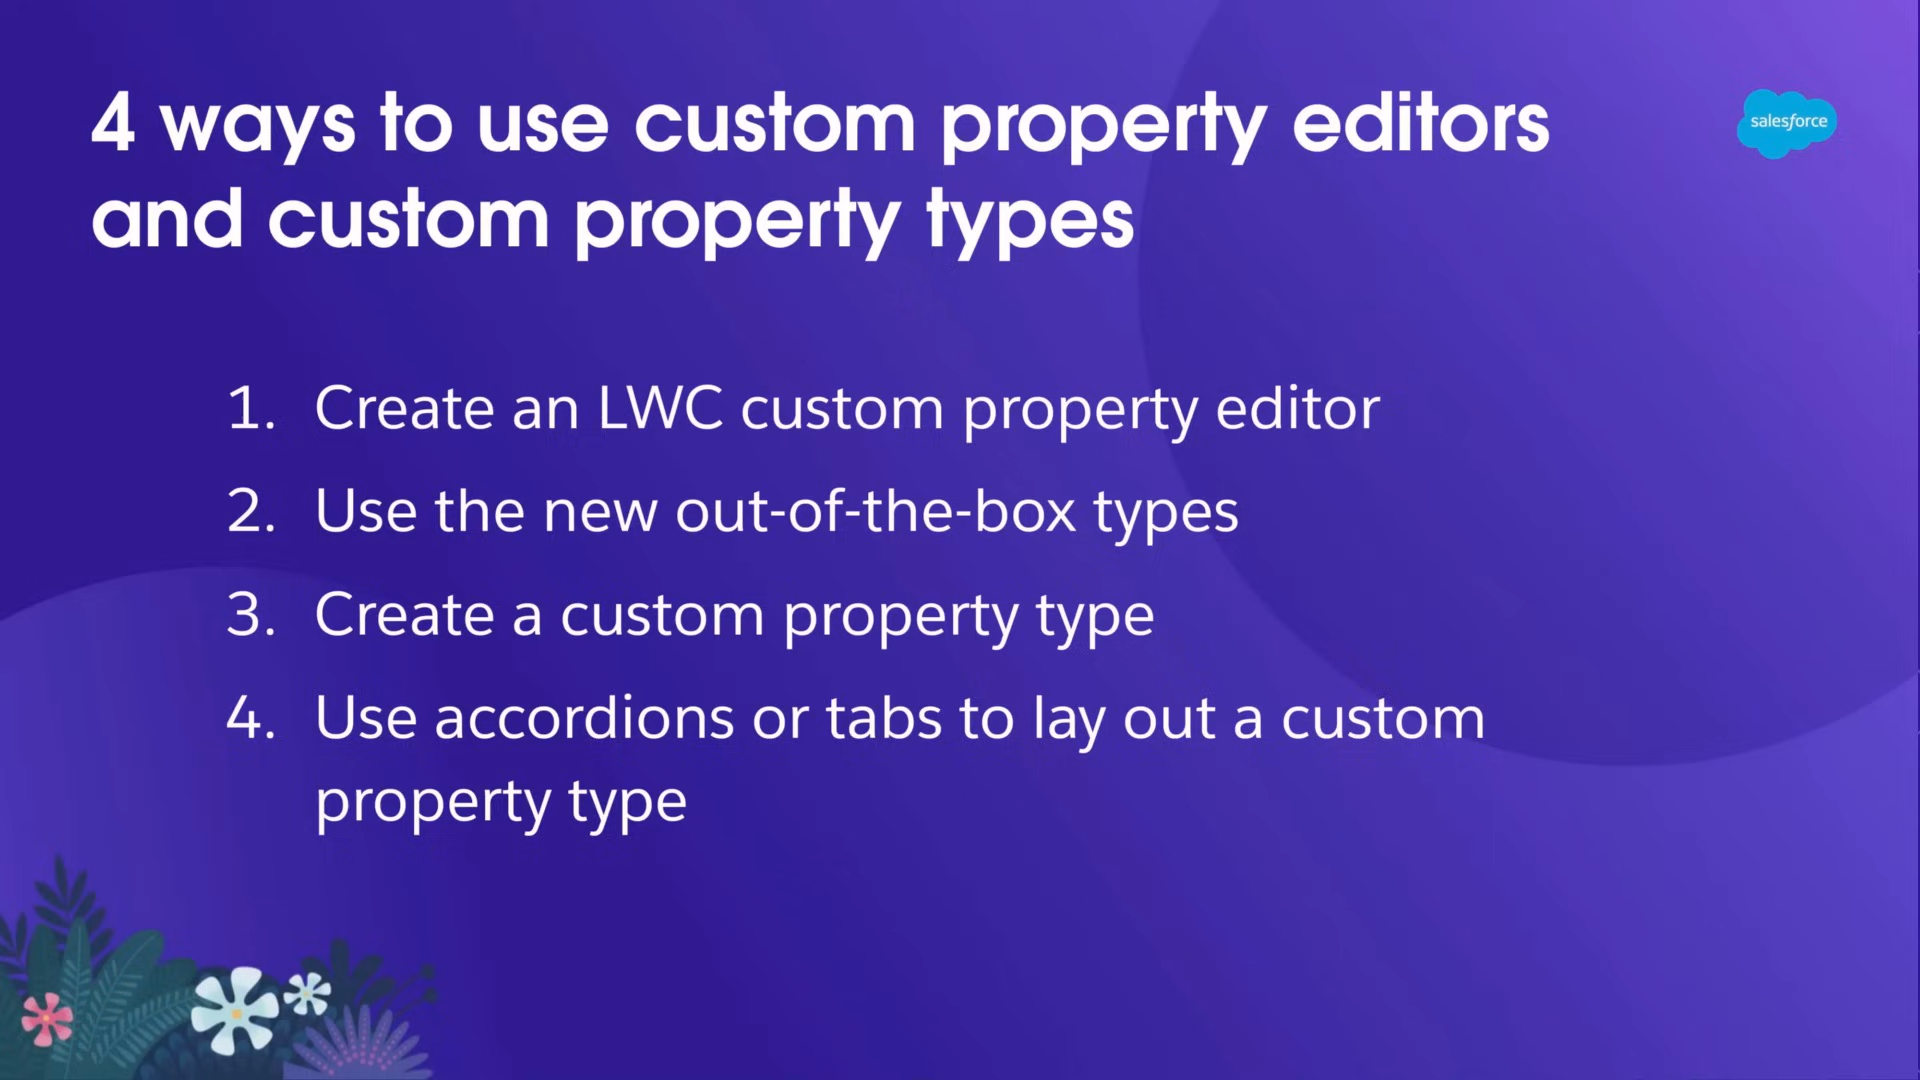 4 ways to use custom property editors
and custom property types
salesforce
1. Create an LWC custom property editor
2. Use the new out-of-the-box types
3. Create a custom property type
4. Use accordions or tabs to lay out a custom
property type